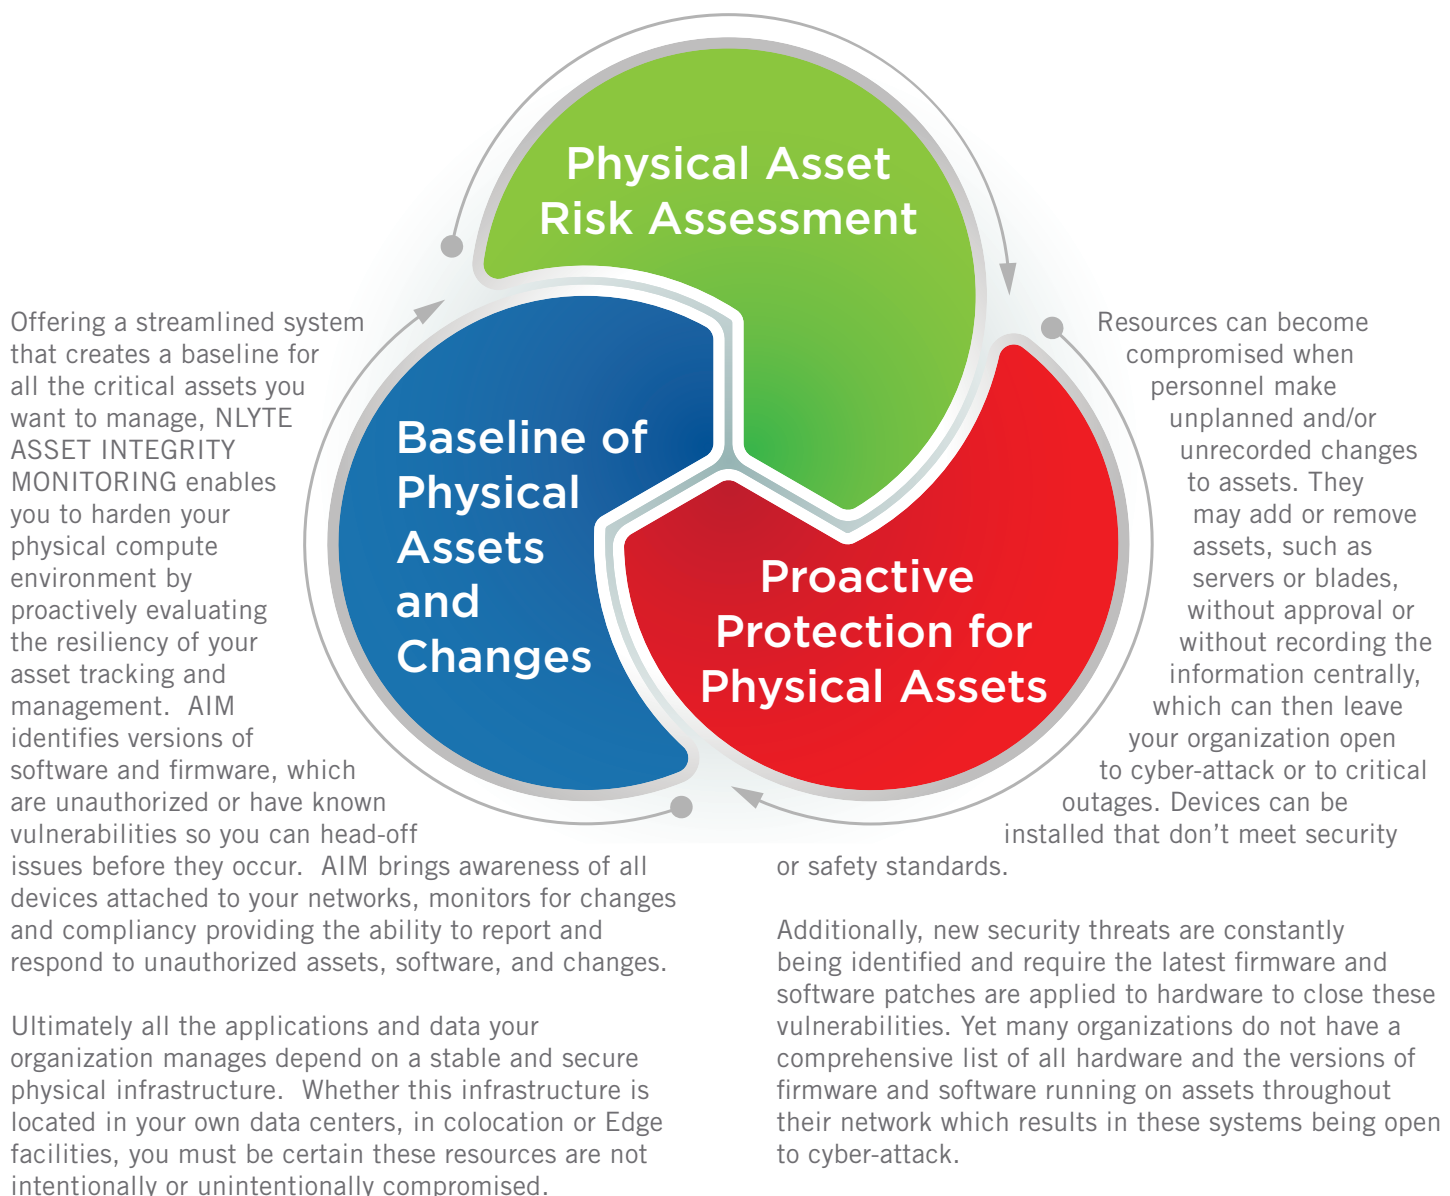 Physical Asset
Risk Assessment
Baseline of
Physical
Assets
and
Changes
Proactive
Protection for
Physical Assets
Offering a streamlined system
that creates a baseline for
all the critical assets you
want to manage, NLYTE
ASSET INTEGRITY
MONITORING enables
you to harden your
physical compute
environment by
proactively evaluating
the resiliency of your
asset tracking and
management.  AIM
identifies versions of
software and firmware, which
are unauthorized or have known
vulnerabilities so you can head-off
issues before they occur.  AIM brings awareness of all
devices attached to your networks, monitors for changes
and compliancy providing the ability to report and
respond to unauthorized assets, software, and changes.
Ultimately all the applications and data your
organization manages depend on a stable and secure
physical infrastructure.  Whether this infrastructure is
located in your own data centers, in colocation or Edge
facilities, you must be certain these resources are not
intentionally or unintentionally compromised.
Resources can become
compromised when
personnel make
unplanned and/or
unrecorded changes
to assets. They
may add or remove
assets, such as
servers or blades,
without approval or
without recording the
information centrally,
which can then leave
your organization open
to cyber-attack or to critical
outages. Devices can be
installed that don’t meet security
or safety standards.
Additionally, new security threats are constantly
being identified and require the latest firmware and
software patches are applied to hardware to close these
vulnerabilities. Yet many organizations do not have a
comprehensive list of all hardware and the versions of
firmware and software running on assets throughout
their network which results in these systems being open
to cyber-attack.